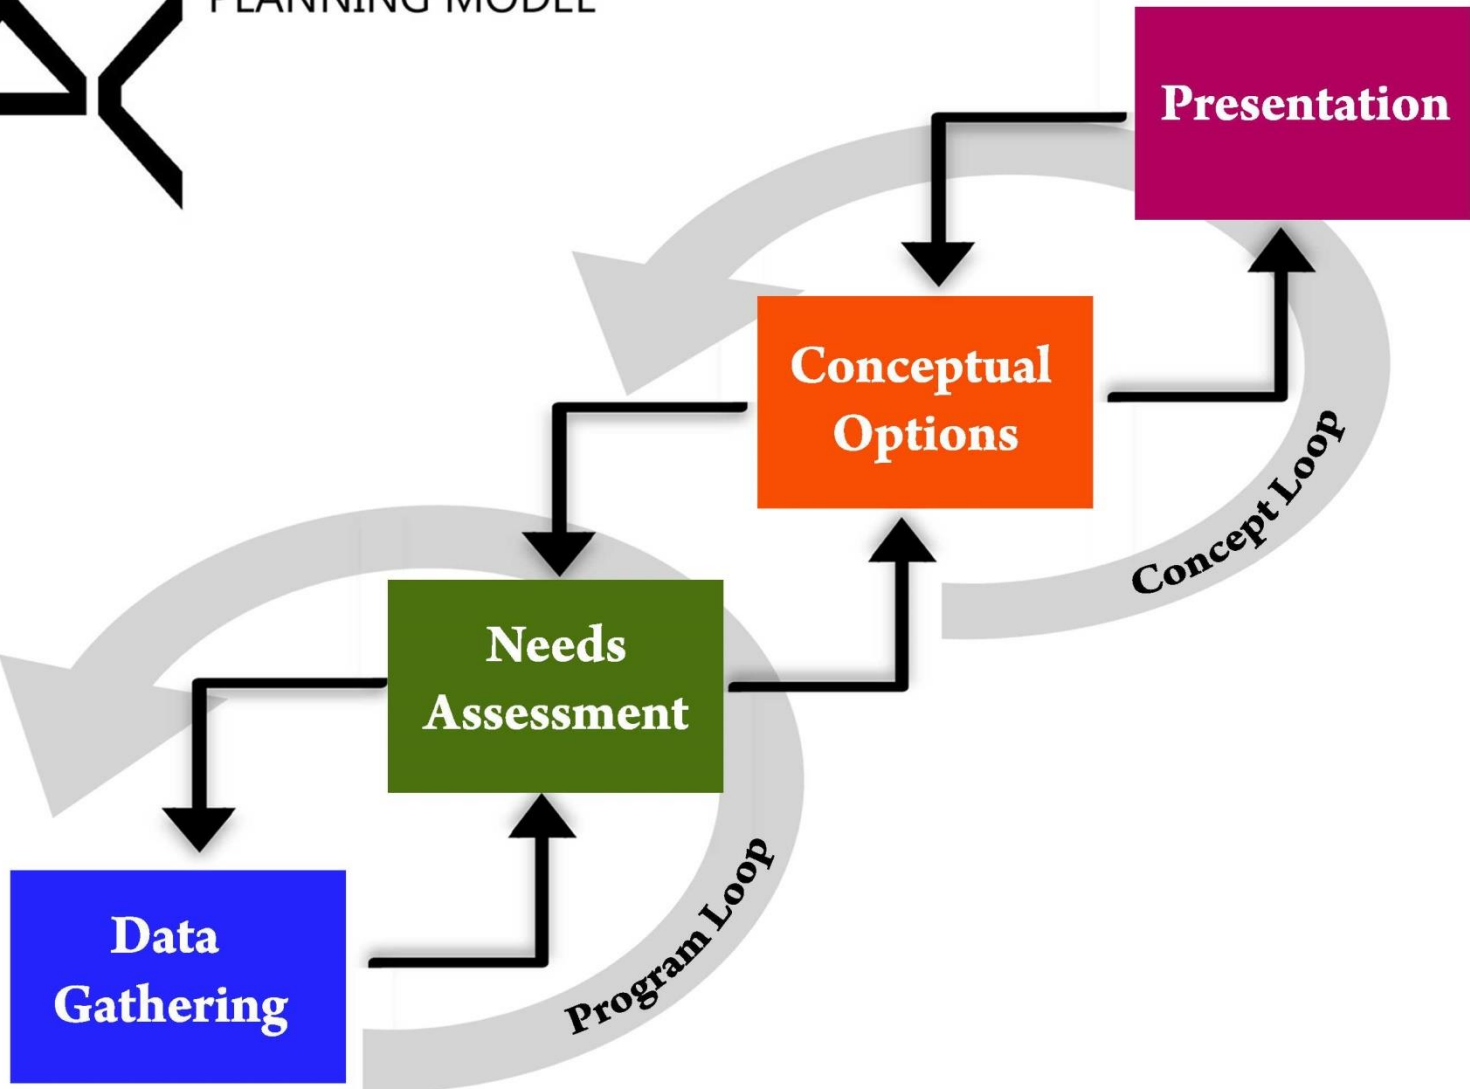 PLANNING MODEL
Presentation
Conceptual
Options
Concept Loop
Needs
Assessment
Program Loop
Data
Gathering